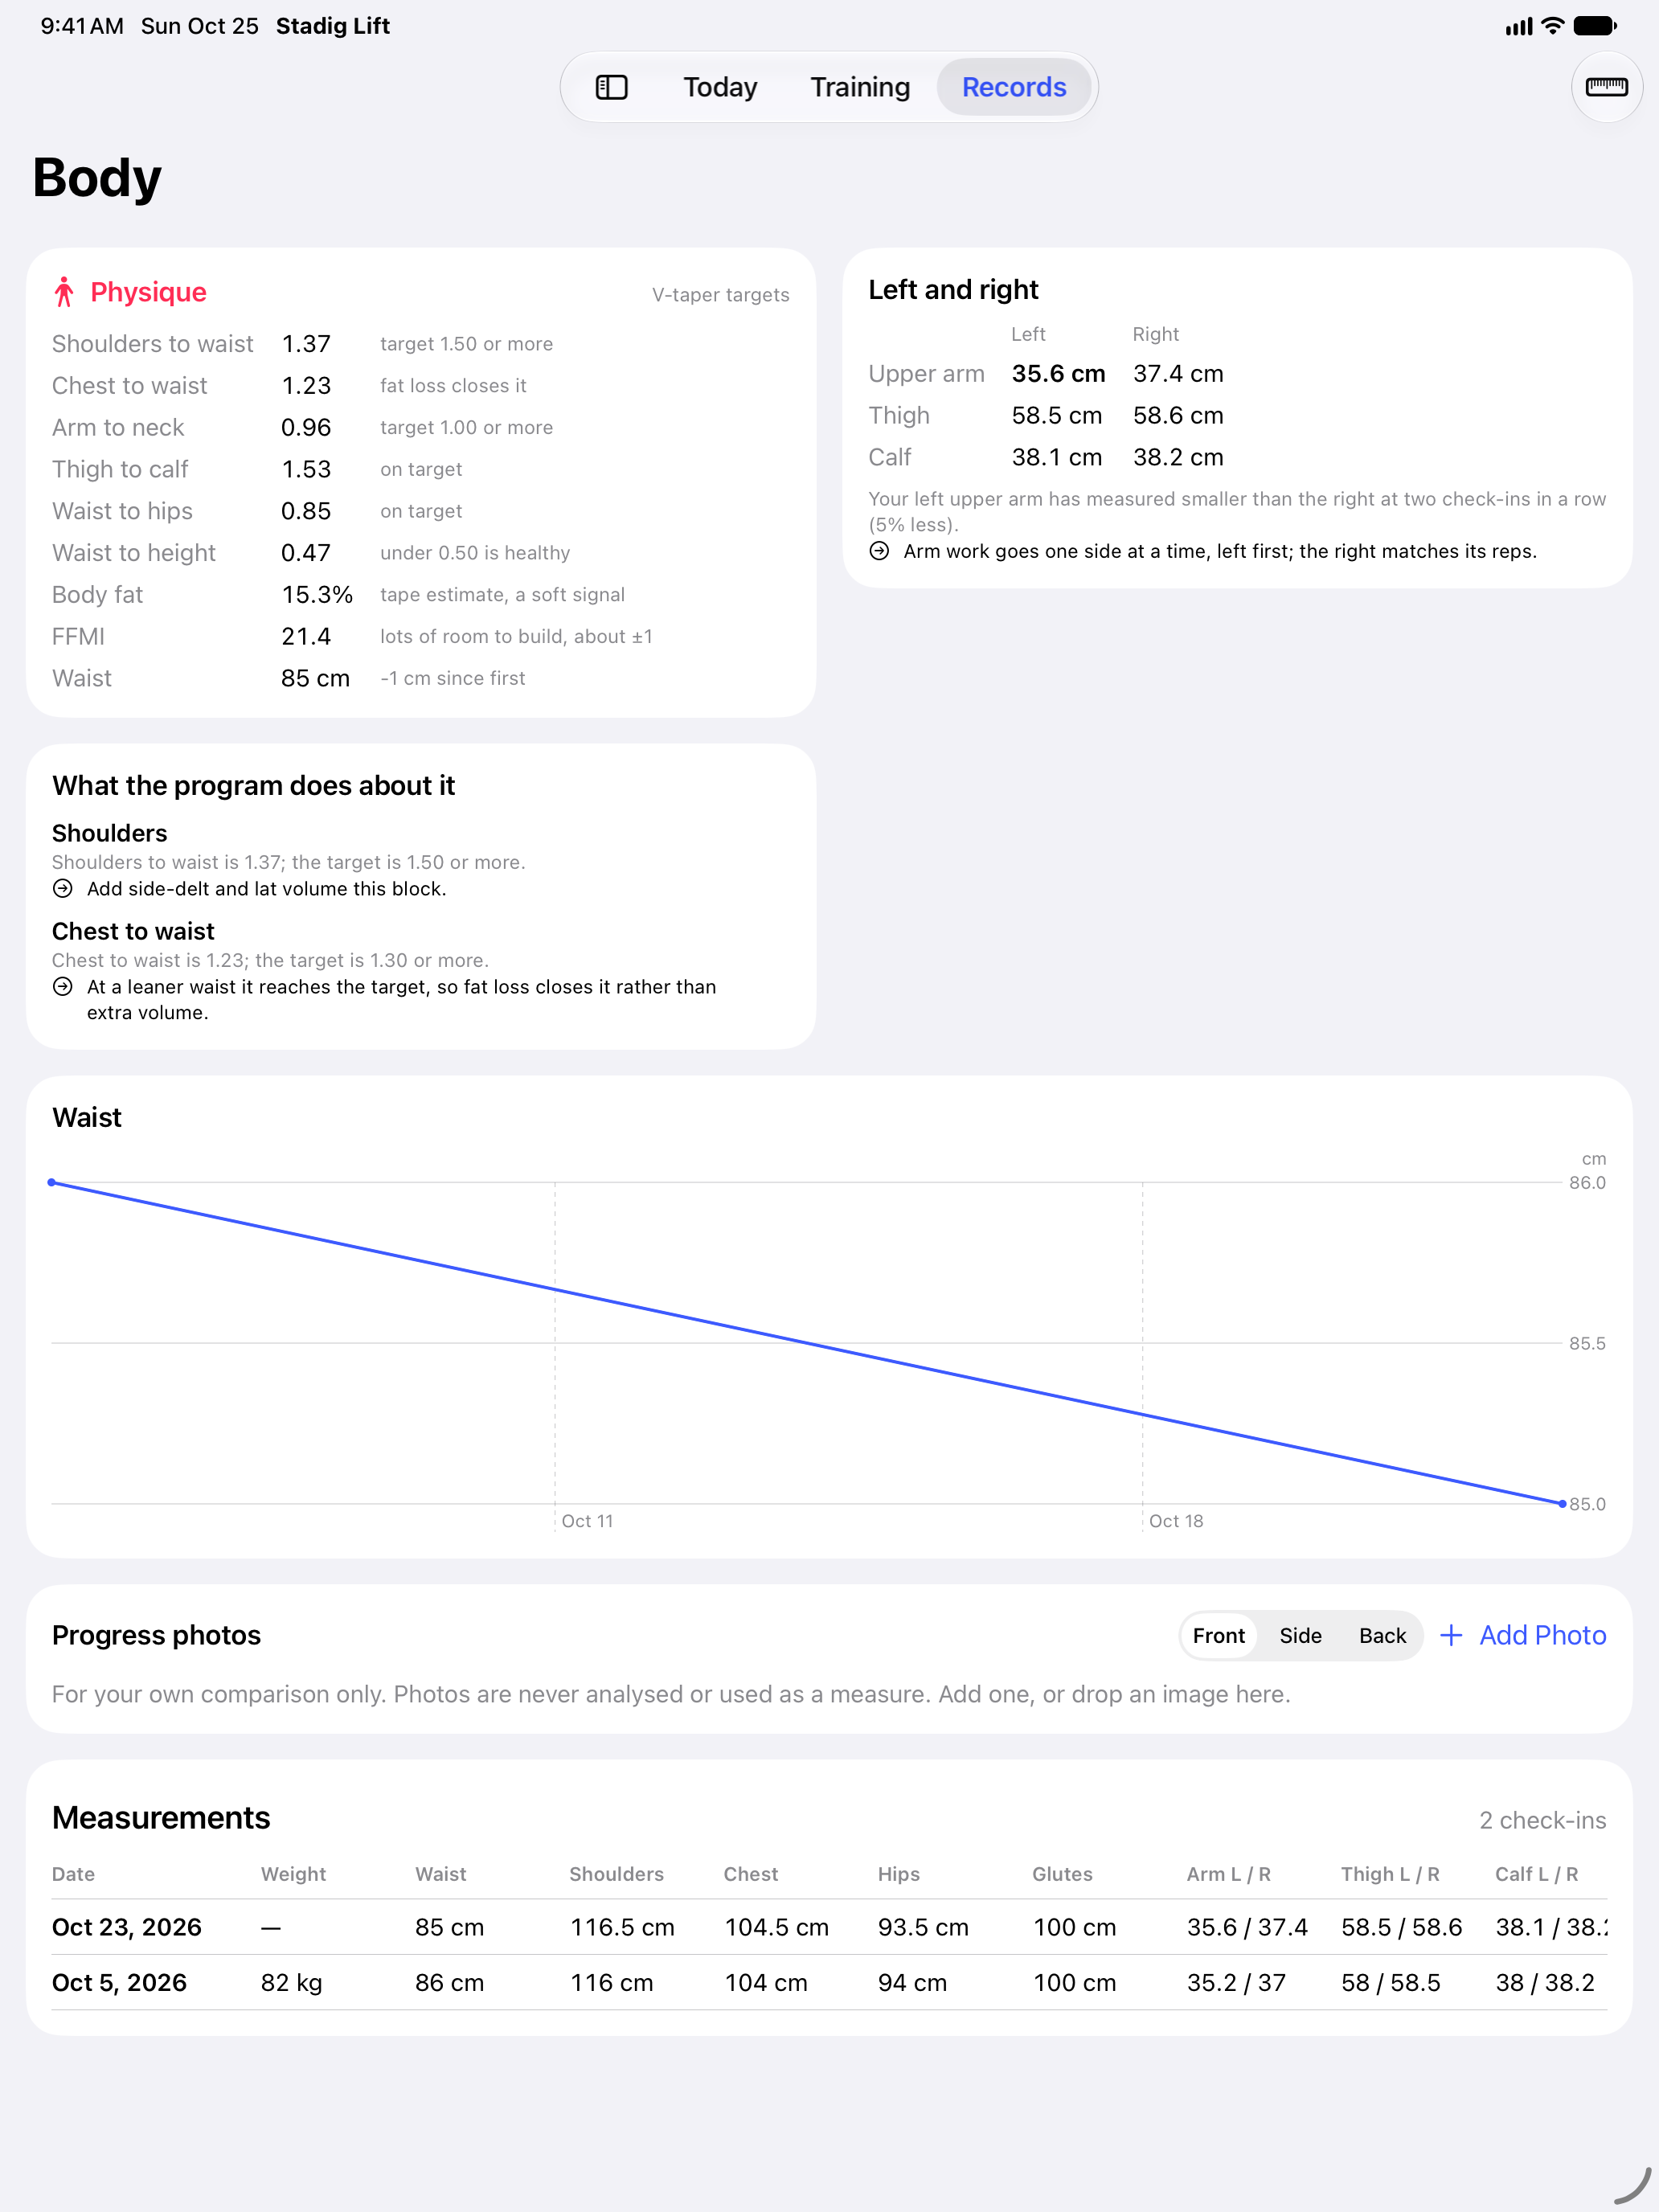 9:41 AM Sun Oct 25 Stadig Lift
Today Training Records
Body
Physique V-taper targets
Shoulders to waist 1.37 target 1.50 or more
Chest to waist 1.23 fat loss closes it
Arm to neck 0.96 target 1.00 or more
Thigh to calf 1.53 on target
Waist to hips 0.85 on target
Waist to height 0.47 under 0.50 is healthy
Body fat 15.3% tape estimate, a soft signal
FFMI 21.4 lots of room to build, about ±1
Waist 85 cm -1 cm since first
Left and right
Left Right
Upper arm 35.6 cm 37.4 cm
Thigh 58.5 cm 58.6 cm
Calf 38.1 cm 38.2 cm
Your left upper arm has measured smaller than the right at two check-ins in a row
(5% less).
Arm work goes one side at a time, left first; the right matches its reps.
What the program does about it
Shoulders
Shoulders to waist is 1.37; the target is 1.50 or more.
Add side-delt and lat volume this block.
Chest to waist
Chest to waist is 1.23; the target is 1.30 or more.
At a leaner waist it reaches the target, so fat loss closes it rather than
extra volume.
Waist
cm
86.0
85.5
85.0
Oct 11 Oct 18
Progress photos Front Side Back + Add Photo
For your own comparison only. Photos are never analysed or used as a measure. Add one, or drop an image here.
Measurements 2 check-ins
Date Weight Waist Shoulders Chest Hips Glutes Arm L / R Thigh L / R Calf L / R
Oct 23, 2026 — 85 cm 116.5 cm 104.5 cm 93.5 cm 100 cm 35.6 / 37.4 58.5 / 58.6 38.1 / 38.2
Oct 5, 2026 82 kg 86 cm 116 cm 104 cm 94 cm 100 cm 35.2 / 37 58 / 58.5 38 / 38.2